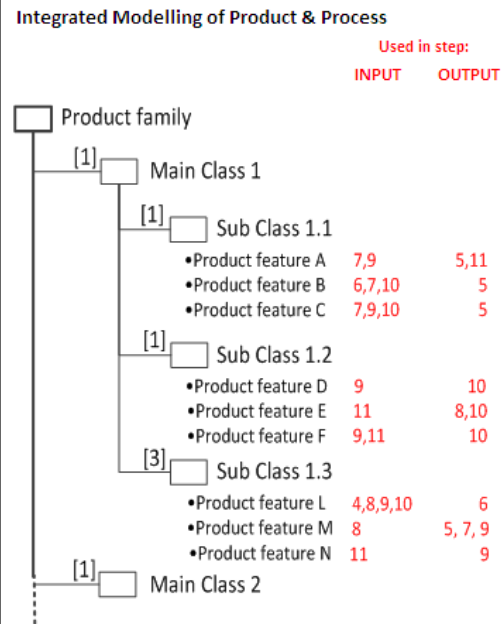 Integrated Modelling of Product & Process
Used in step:
INPUT OUTPUT
Product family
[1] Main Class 1
[1] Sub Class 1.1
•Product feature A 7,9 5,11
•Product feature B 6,7,10 5
•Product feature C 7,9,10 5
[1] Sub Class 1.2
•Product feature D 9 10
•Product feature E 11 8,10
•Product feature F 9,11 10
[3] Sub Class 1.3
•Product feature L 4,8,9,10 6
•Product feature M 8 5, 7, 9
•Product feature N 11 9
[1] Main Class 2